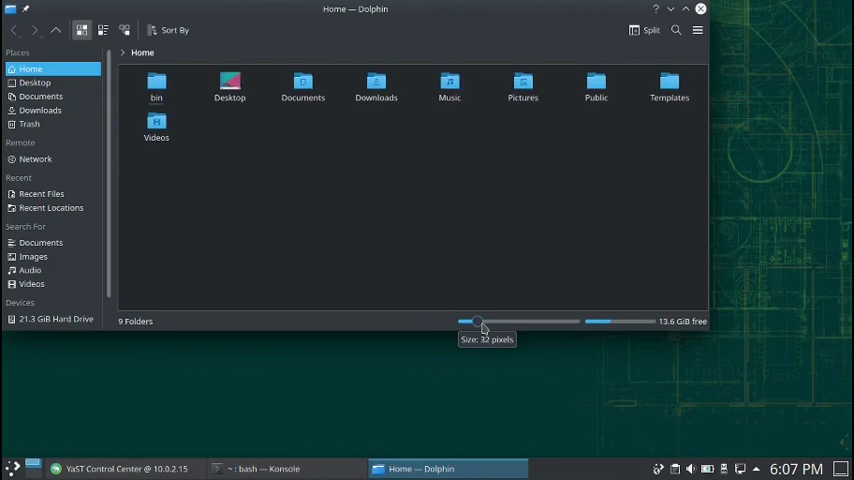 Home — Dolphin
Sort By
Split
Places
Home
Home
Desktop
Documents
Downloads
Trash
Remote
Network
Recent
Recent Files
Recent Locations
Search For
Documents
Images
Audio
Videos
Devices
21.3 GiB Hard Drive
bin
Desktop
Documents
Downloads
Music
Pictures
Public
Templates
Videos
9 Folders
13.6 GiB free
Size: 32 pixels
YaST Control Center @ 10.0.2.15
~ : bash — Konsole
Home — Dolphin
6:07 PM